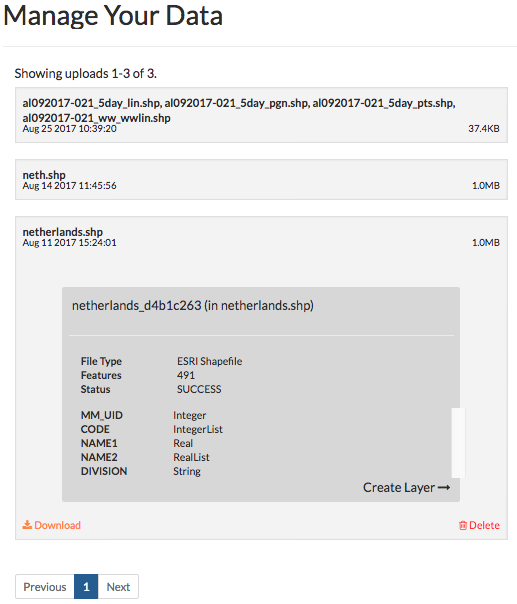 Manage Your Data
Showing uploads 1-3 of 3.
al092017-021_5day_lin.shp, al092017-021_5day_pgn.shp, al092017-021_5day_pts.shp,
al092017-021_ww_wwlin.shp
Aug 25 2017 10:39:20 37.4KB
neth.shp
Aug 14 2017 11:45:56 1.0MB
netherlands.shp
Aug 11 2017 15:24:01 1.0MB
netherlands_d4b1c263 (in netherlands.shp)
File Type ESRI Shapefile
Features 491
Status SUCCESS
MM_UID Integer
CODE IntegerList
NAME1 Real
NAME2 RealList
DIVISION String
Create Layer →
Download Delete
Previous 1 Next